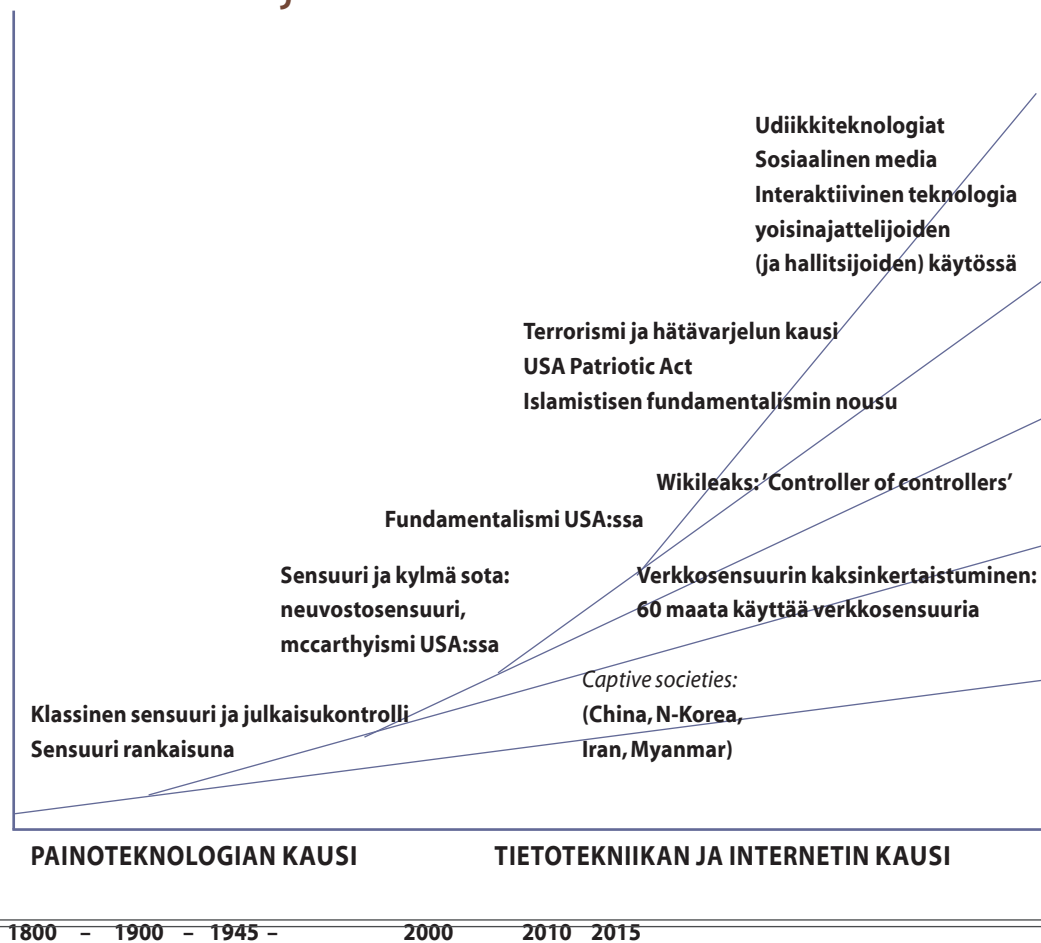 Udiikkiteknologiat
Sosiaalinen media
Interaktiivinen teknologia
yoisinajattelijoiden
(ja hallitsijoiden) käytössä
Terrorismi ja hätävarjelun kausi
USA Patriotic Act
Islamistisen fundamentalismin nousu
Wikileaks: 'Controller of controllers'
Fundamentalismi USA:ssa
Sensuuri ja kylmä sota:
neuvostosensuuri,
mccarthyismi USA:ssa
Verkkosensuurin kaksinkertaistuminen:
60 maata käyttää verkkosensuuria
Captive societies:
(China, N-Korea,
Iran, Myanmar)
Klassinen sensuuri ja julkaisukontrolli
Sensuuri rankaisuna
PAINOTEKNOLOGIAN KAUSI TIETOTEKNIIKAN JA INTERNETIN KAUSI
1800 – 1900 – 1945 – 2000 2010 2015